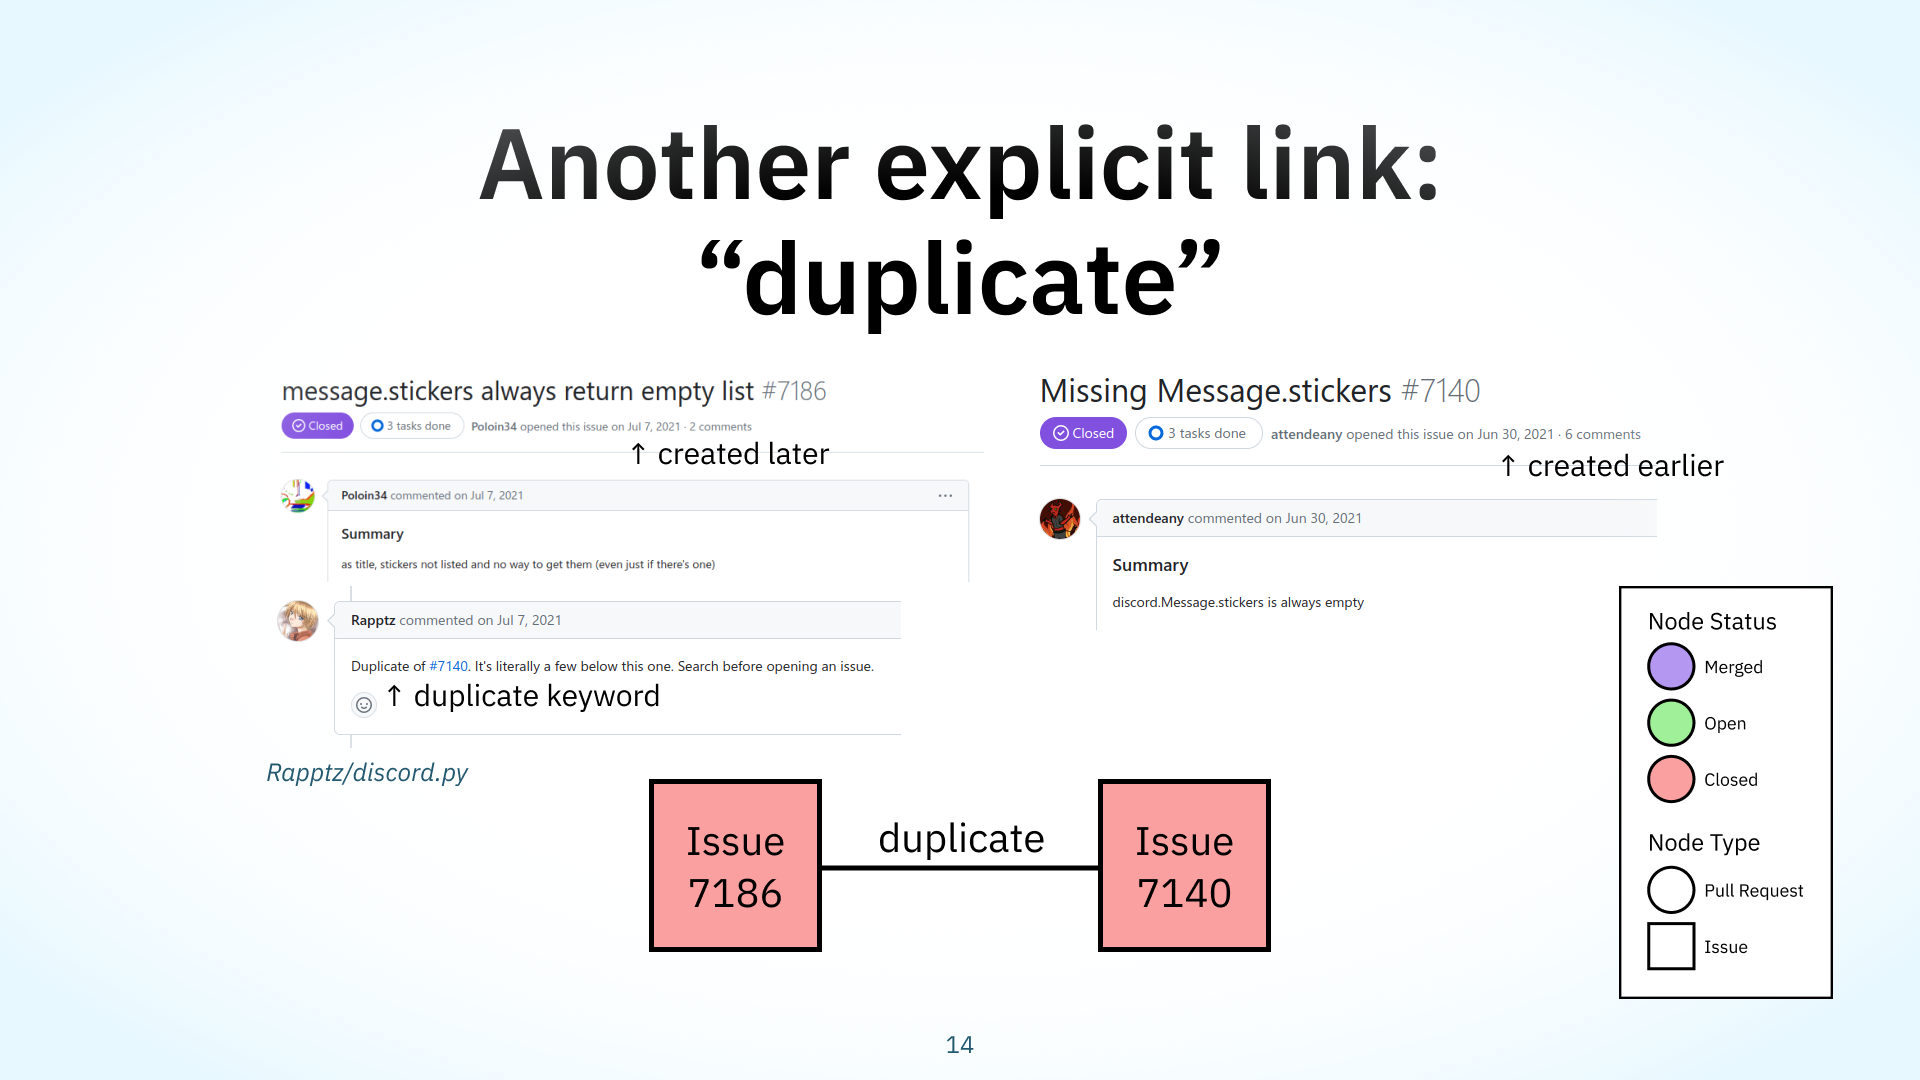 Another explicit link:
“duplicate”
message.stickers always return empty list #7186
Closed 3 tasks done Poloin34 opened this issue on Jul 7, 2021 · 2 comments
↑ created later
Poloin34 commented on Jul 7, 2021 ···
Summary
as title, stickers not listed and no way to get them (even just if there's one)
Rapptz commented on Jul 7, 2021
Duplicate of #7140. It's literally a few below this one. Search before opening an issue.
↑ duplicate keyword
Rapptz/discord.py
Missing Message.stickers #7140
Closed 3 tasks done attendeany opened this issue on Jun 30, 2021 · 6 comments
↑ created earlier
attendeany commented on Jun 30, 2021
Summary
discord.Message.stickers is always empty
Issue
7186
duplicate
Issue
7140
Node Status
Merged
Open
Closed
Node Type
Pull Request
Issue
14